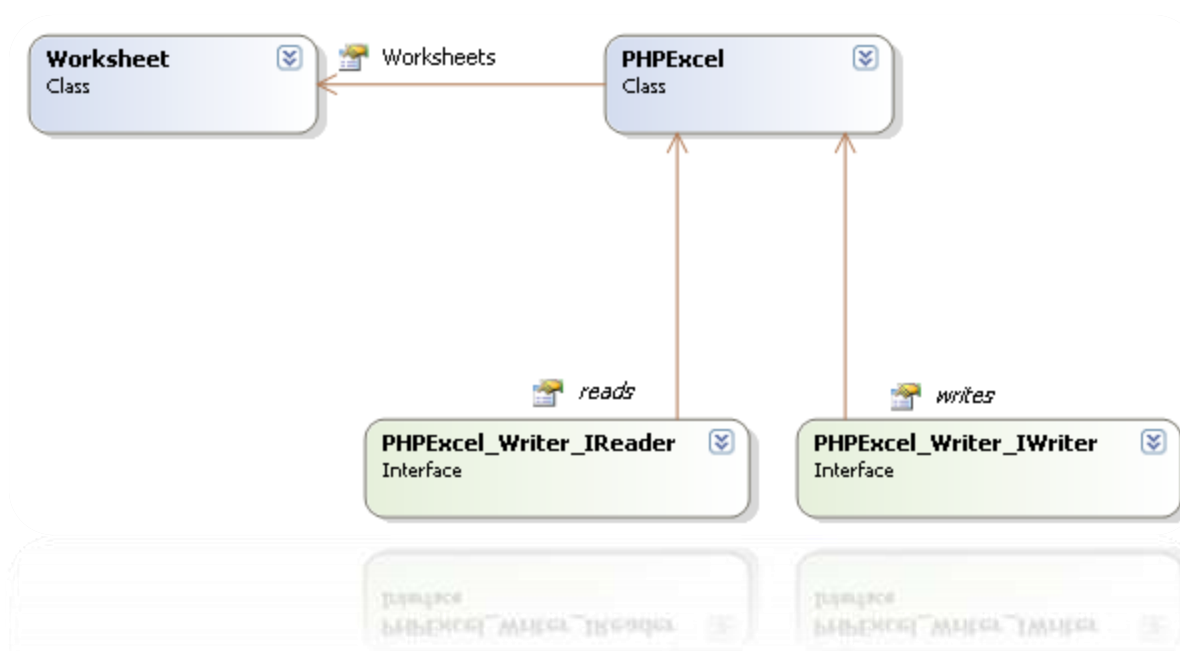 Worksheet
Class
Worksheets
PHPExcel
Class
reads
writes
PHPExcel_Writer_IReader
Interface
PHPExcel_Writer_IWriter
Interface